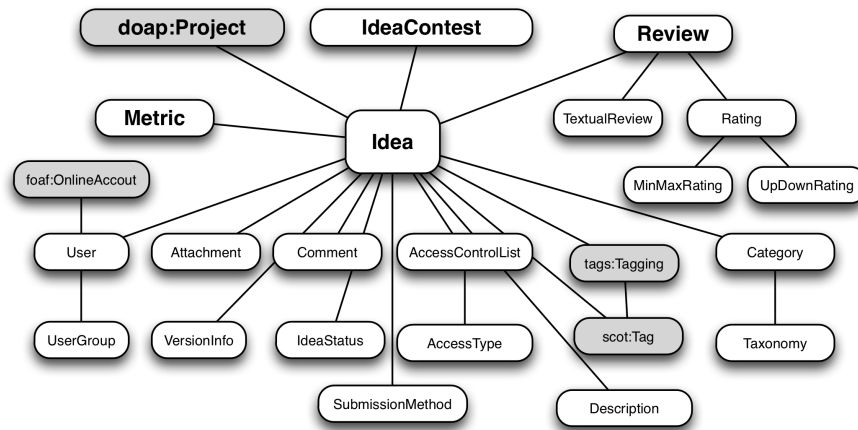 doap:Project
IdeaContest
Review
Metric
Idea
TextualReview
Rating
foaf:OnlineAccout
MinMaxRating
UpDownRating
User
Attachment
Comment
AccessControlList
tags:Tagging
Category
UserGroup
VersionInfo
IdeaStatus
AccessType
scot:Tag
Taxonomy
SubmissionMethod
Description